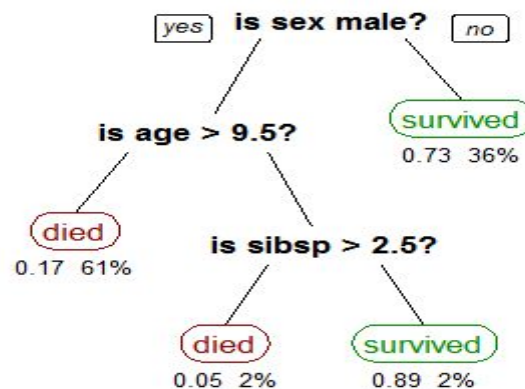 yes is sex male? no
is age > 9.5? survived
0.73 36%
died
0.17 61%
is sibsp > 2.5?
died survived
0.05 2% 0.89 2%